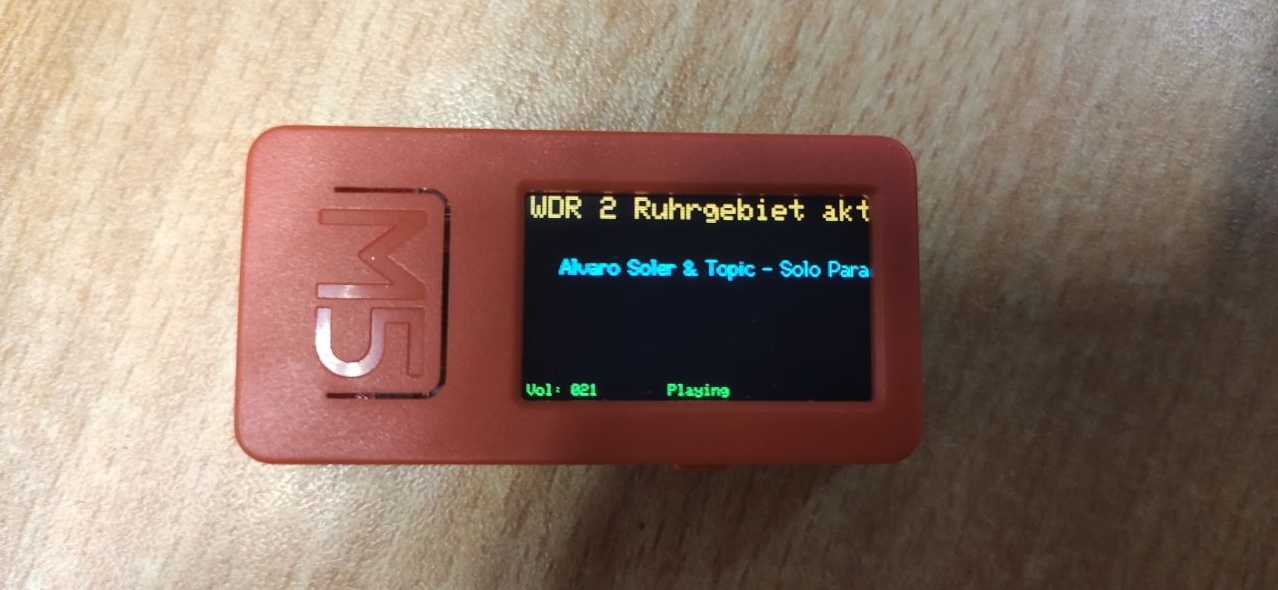 M5
WDR 2 Ruhrgebiet akt
Alvaro Soler & Topic - Solo Para
Vol: 021 Playing